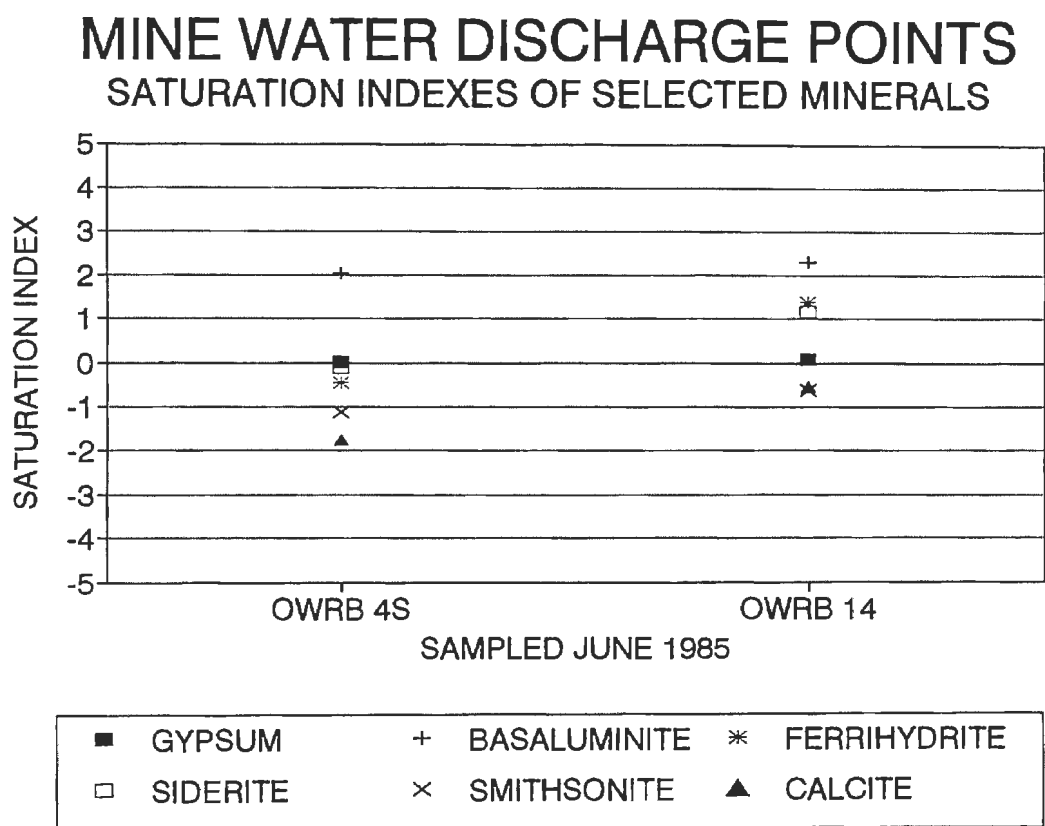 MINE WATER DISCHARGE POINTS
SATURATION INDEXES OF SELECTED MINERALS
SATURATION INDEX
5
4
3
2
1
0
-1
-2
-3
-4
-5
OWRB 4S OWRB 14
SAMPLED JUNE 1985
GYPSUM BASALUMINITE FERRIHYDRITE
SIDERITE SMITHSONITE CALCITE